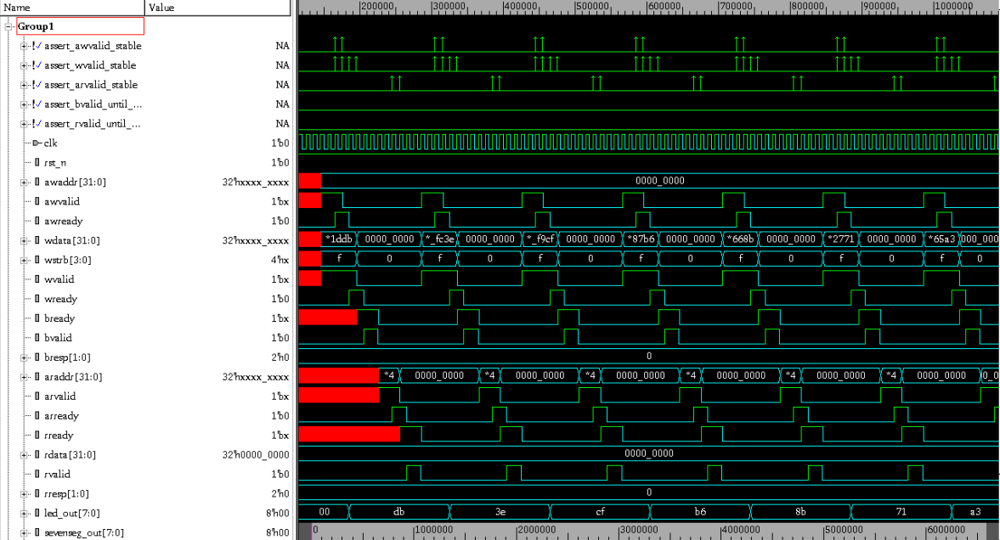 Name Value 200000 300000 400000 500000 600000 700000 800000 900000 1000000
Group1
assert_awvalid_stable NA
assert_wvalid_stable NA
assert_arvalid_stable NA
assert_bvalid_until_... NA
assert_rvalid_until_... NA
clk 1'b0
rst_n 1'b0
awaddr[31:0] 32'hxxxx_xxxx 0000_0000
awvalid 1'bx
awready 1'b0
wdata[31:0] 32'hxxxx_xxxx *1ddb 0000_0000 *_fc3e 0000_0000 *_f9cf 0000_0000 *87b6 0000_0000 *668b 0000_0000 *2771 0000_0000 *65a3 000_000
wstrb[3:0] 4'hx f 0 f 0 f 0 f 0 f 0 f 0 f 0
wvalid 1'bx
wready 1'b0
bready 1'bx
bvalid 1'b0
bresp[1:0] 2'h0 0
araddr[31:0] 32'hxxxx_xxxx *4 0000_0000 *4 0000_0000 *4 0000_0000 *4 0000_0000 *4 0000_0000 *4 0000_0000 0_0
arvalid 1'bx
arready 1'b0
rready 1'bx
rdata[31:0] 32'h0000_0000 0000_0000
rvalid 1'b0
rresp[1:0] 2'h0 0
led_out[7:0] 8'h00 00 db 3e cf b6 8b 71 a3
sevenseg_out[7:0] 8'h00 0 1000000 2000000 3000000 4000000 5000000 6000000